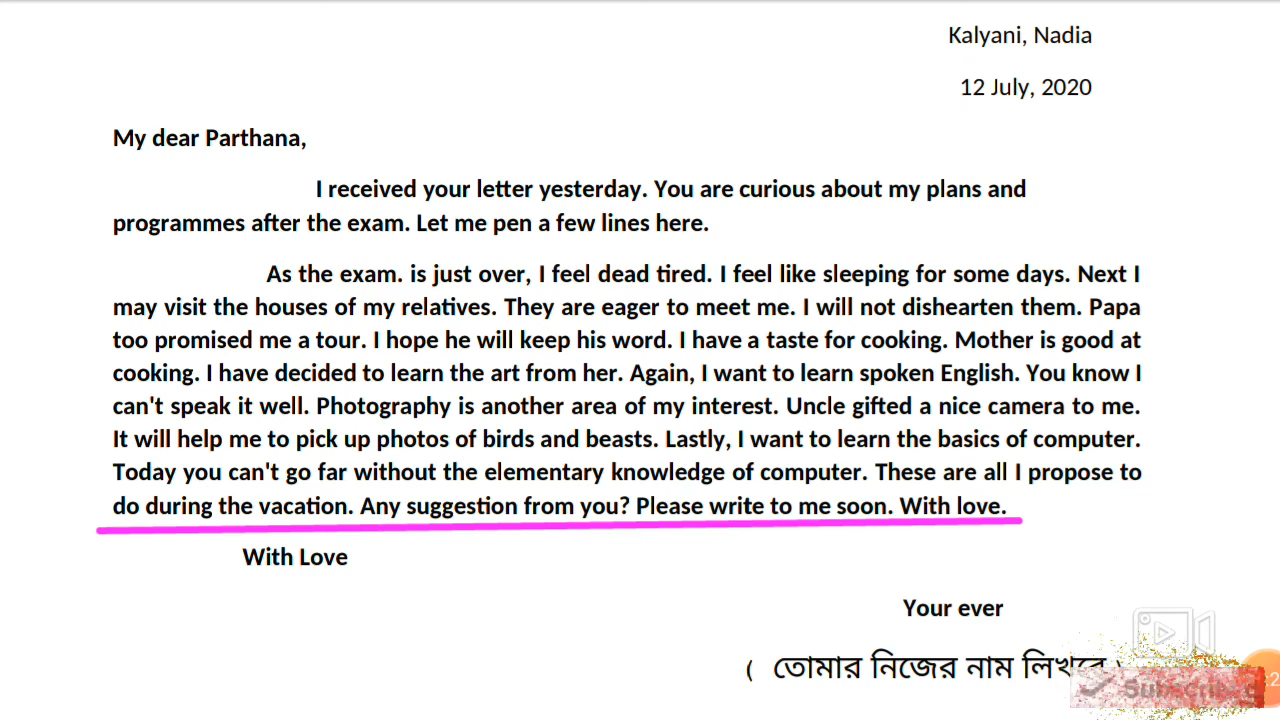 Kalyani, Nadia
12 July, 2020
My dear Parthana,
I received your letter yesterday. You are curious about my plans and
programmes after the exam. Let me pen a few lines here.
As the exam. is just over, I feel dead tired. I feel like sleeping for some days. Next I
may visit the houses of my relatives. They are eager to meet me. I will not dishearten them. Papa
too promised me a tour. I hope he will keep his word. I have a taste for cooking. Mother is good at
cooking. I have decided to learn the art from her. Again, I want to learn spoken English. You know I
can't speak it well. Photography is another area of my interest. Uncle gifted a nice camera to me.
It will help me to pick up photos of birds and beasts. Lastly, I want to learn the basics of computer.
Today you can't go far without the elementary knowledge of computer. These are all I propose to
do during the vacation. Any suggestion from you? Please write to me soon. With love.
With Love
Your ever
( তোমার নিজের নাম লিখবে )
Subscribed